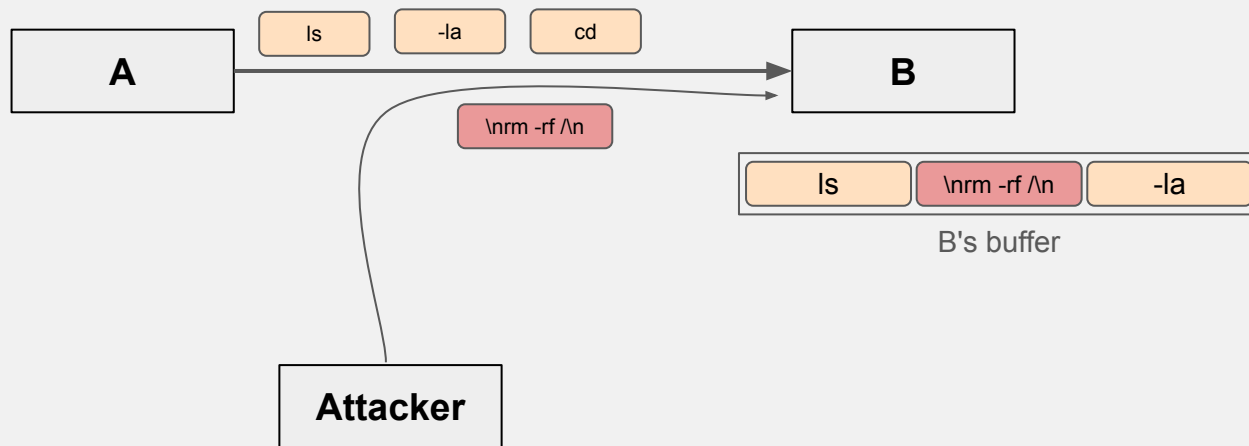 ls -la cd
A B
\nrm -rf /\n
ls \nrm -rf /\n -la
B's buffer
Attacker